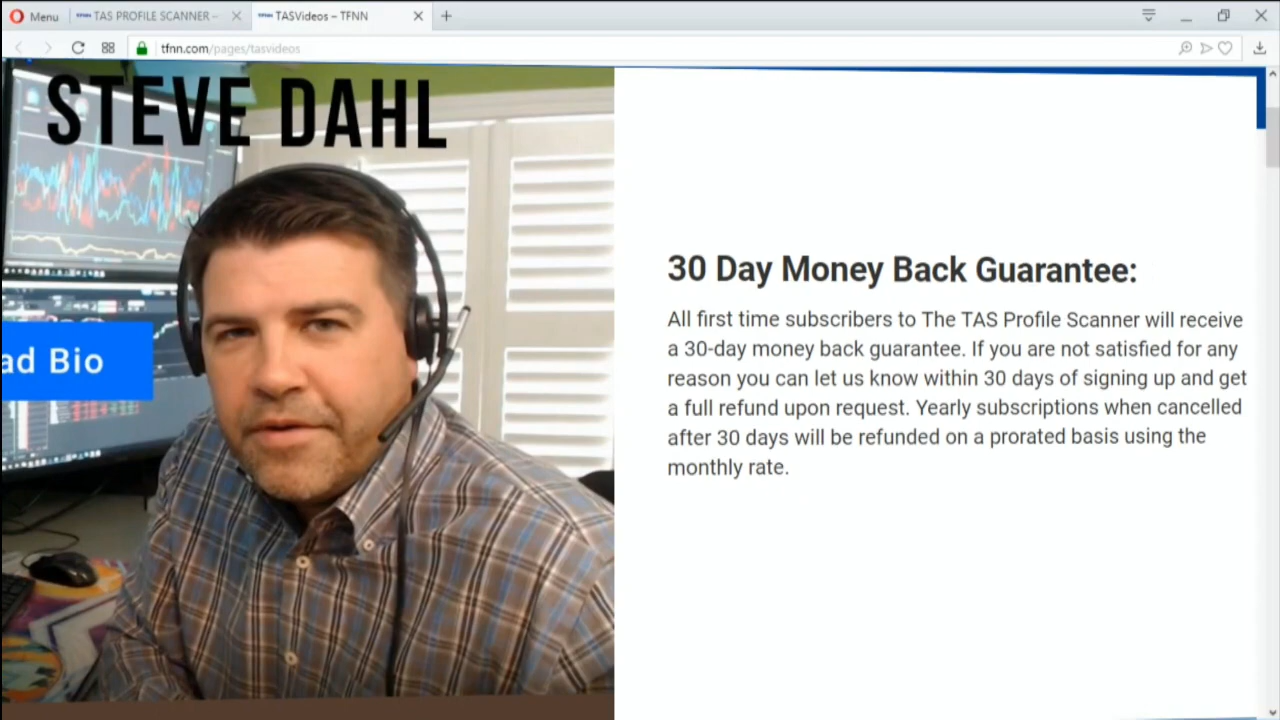 Menu
TAS PROFILE SCANNER –
TASVideos – TFNN
tfnn.com/pages/tasvideos
STEVE DAHL
ad Bio
30 Day Money Back Guarantee:
All first time subscribers to The TAS Profile Scanner will receive
a 30-day money back guarantee. If you are not satisfied for any
reason you can let us know within 30 days of signing up and get
a full refund upon request. Yearly subscriptions when cancelled
after 30 days will be refunded on a prorated basis using the
monthly rate.